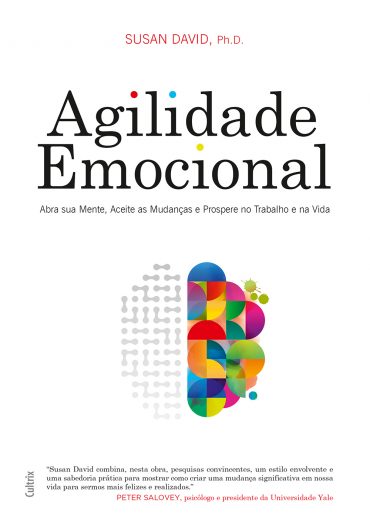 SUSAN DAVID, Ph.D.
Agilidade
Emocional
Abra sua Mente, Aceite as Mudanças e Prospere no Trabalho e na Vida
"Susan David combina, nesta obra, pesquisas convincentes, um estilo envolvente e
uma sabedoria prática para mostrar como criar uma mudança significativa em nossa
vida para sermos mais felizes e realizados."
PETER SALOVEY, psicólogo e presidente da Universidade Yale
Cultrix